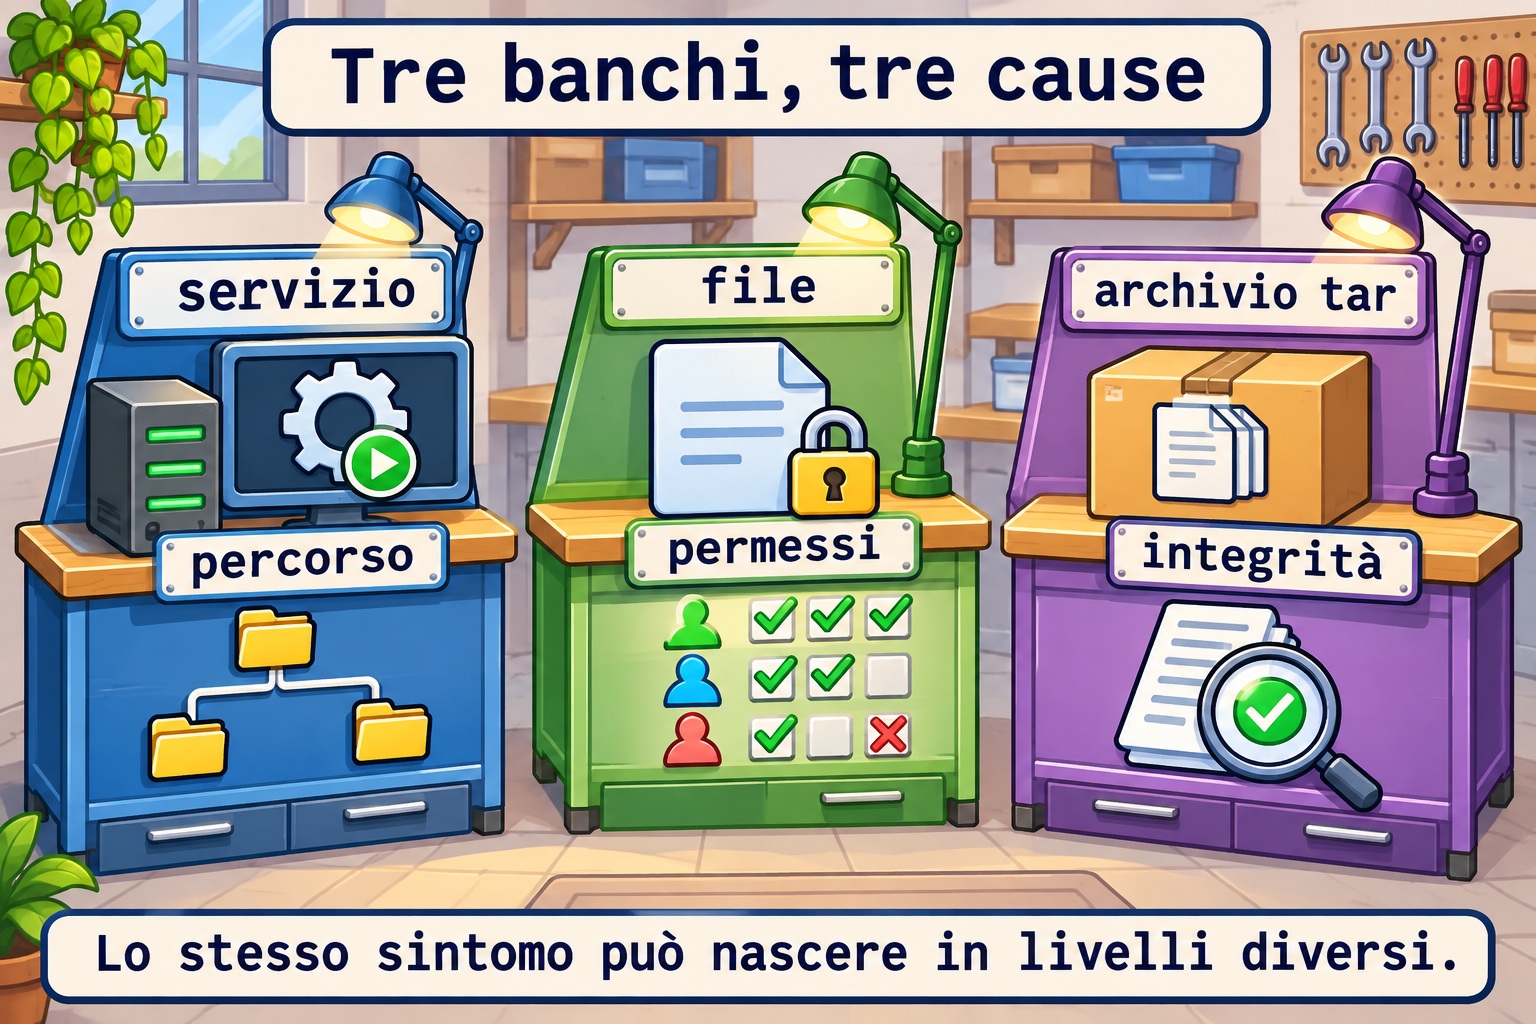 Tre banchi, tre cause
servizio
file
archivio tar
percorso
permessi
integrità
Lo stesso sintomo può nascere in livelli diversi.